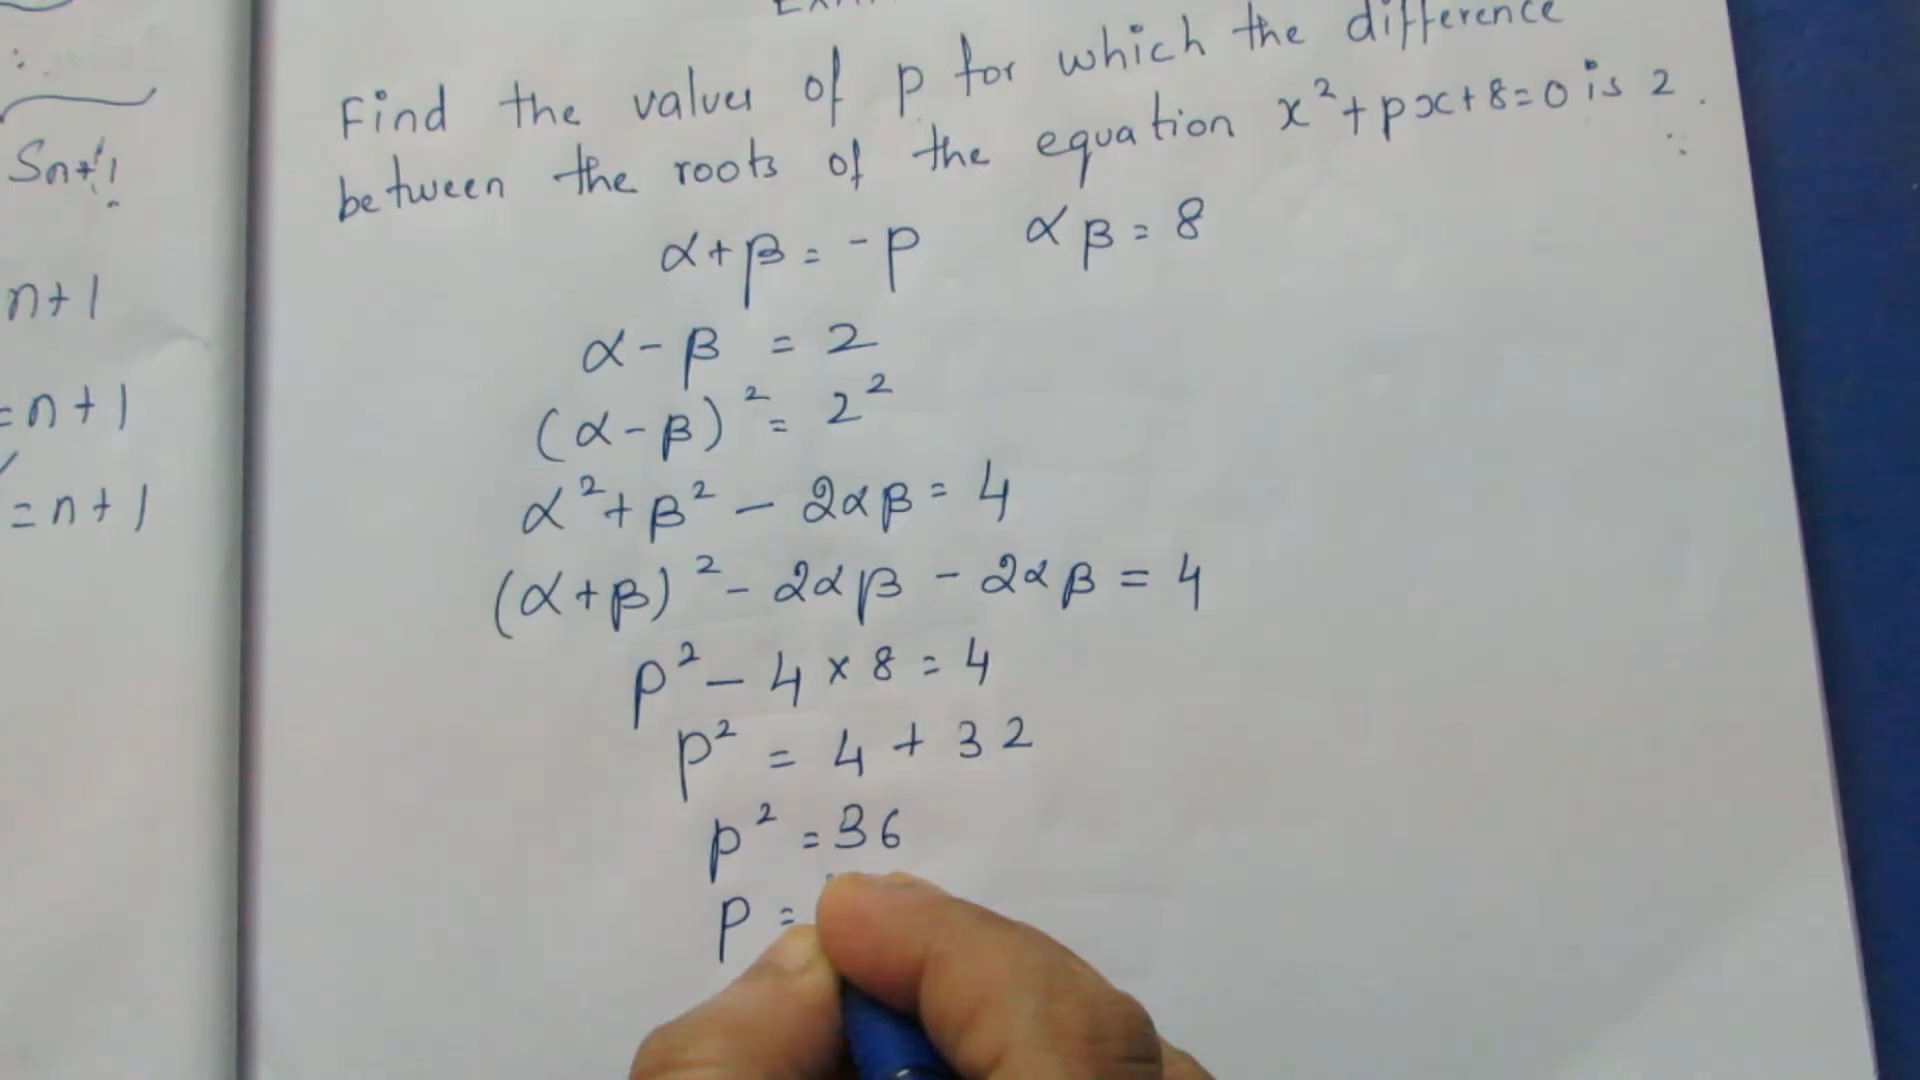 Find the values of p for which the difference
between the roots of the equation x²+px+8=0 is 2.
α+β=-p αβ=8
α-β=2
(α-β)²=2²
α²+β²-2αβ=4
(α+β)²-2αβ-2αβ=4
p²-4×8=4
p²=4+32
p²=36
p=
n+1
=n+1
=n+1